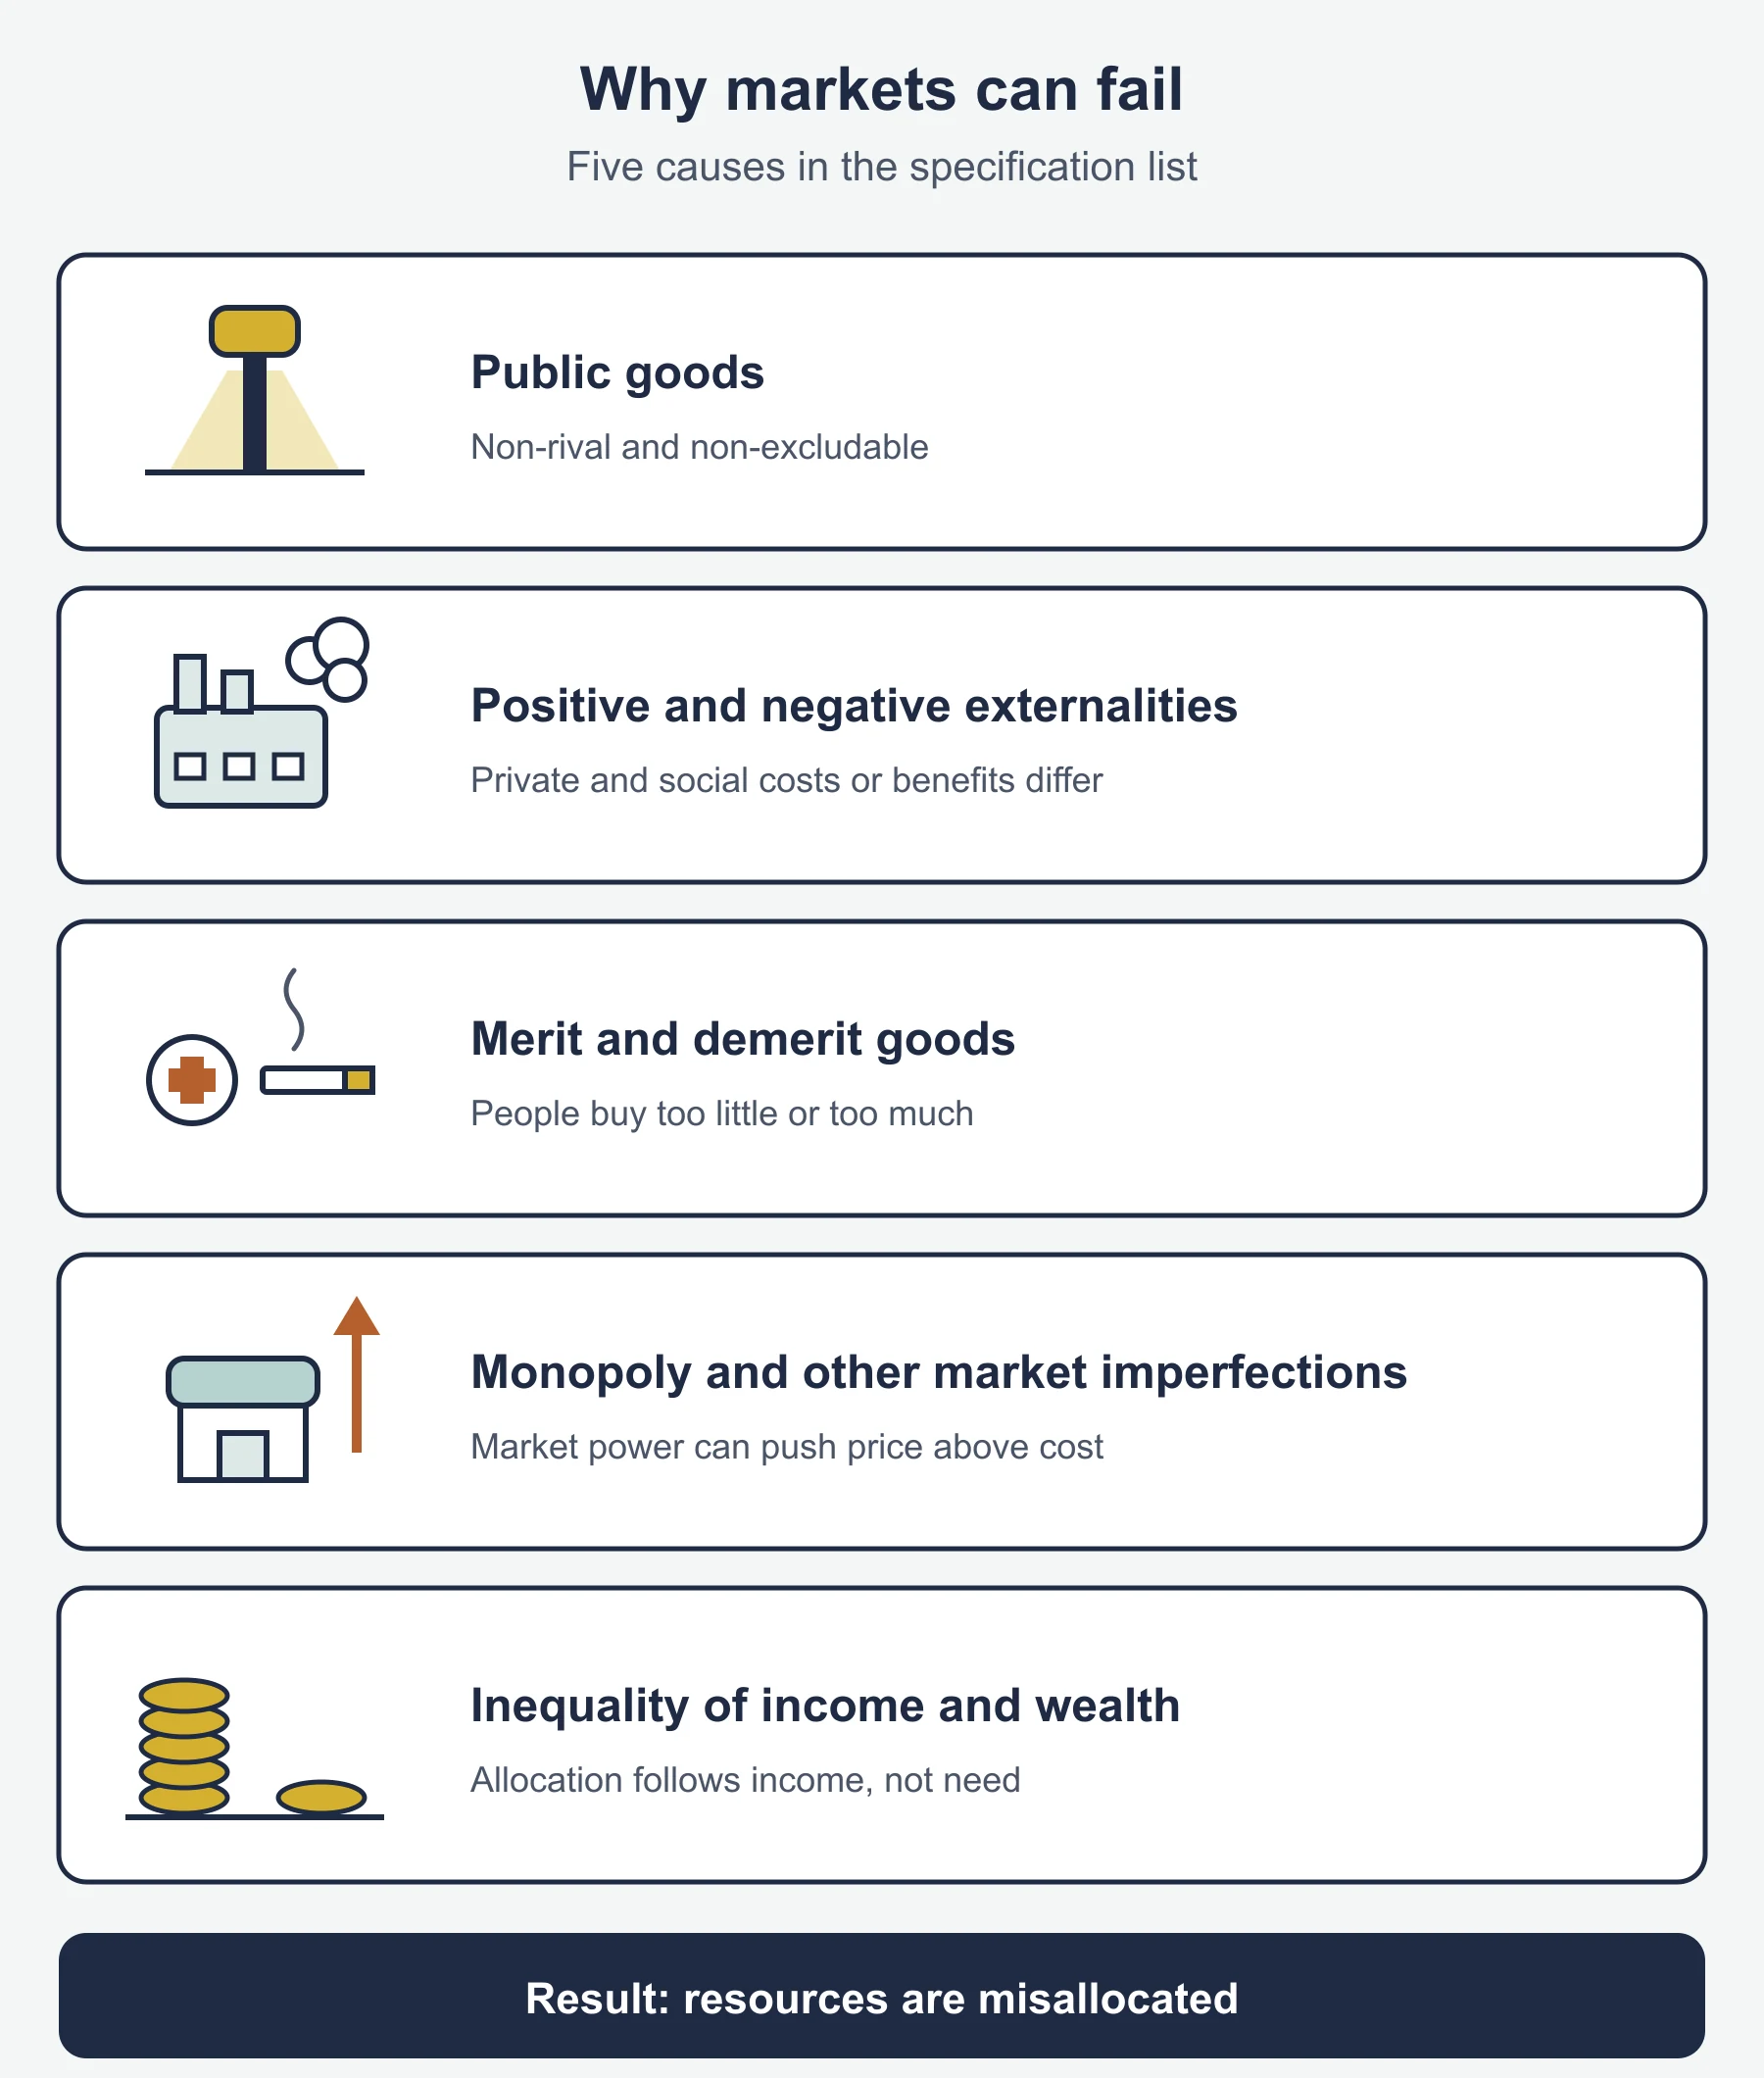 Why markets can fail
Five causes in the specification list
Public goods
Non-rival and non-excludable
Positive and negative externalities
Private and social costs or benefits differ
Merit and demerit goods
People buy too little or too much
Monopoly and other market imperfections
Market power can push price above cost
Inequality of income and wealth
Allocation follows income, not need
Result: resources are misallocated